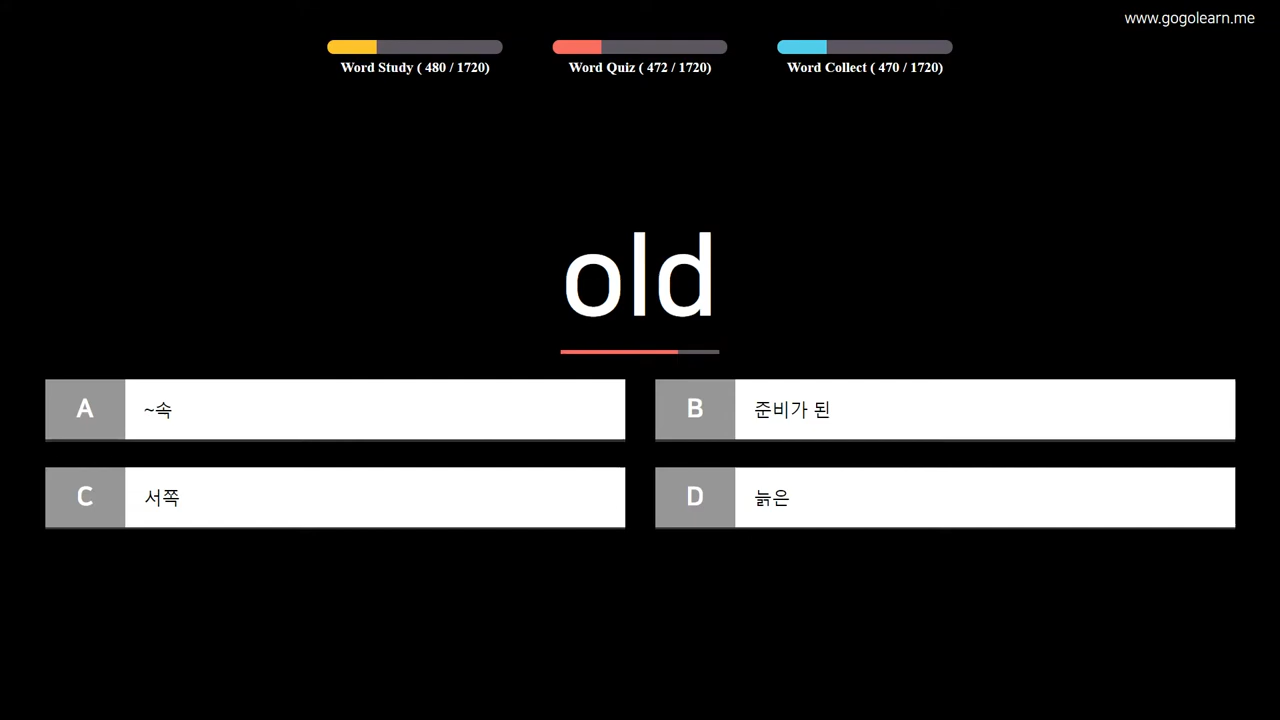 www.gogolearn.me
Word Study ( 480 / 1720)
Word Quiz ( 472 / 1720)
Word Collect ( 470 / 1720)
old
A ~속
B 준비가 된
C 서쪽
D 늙은